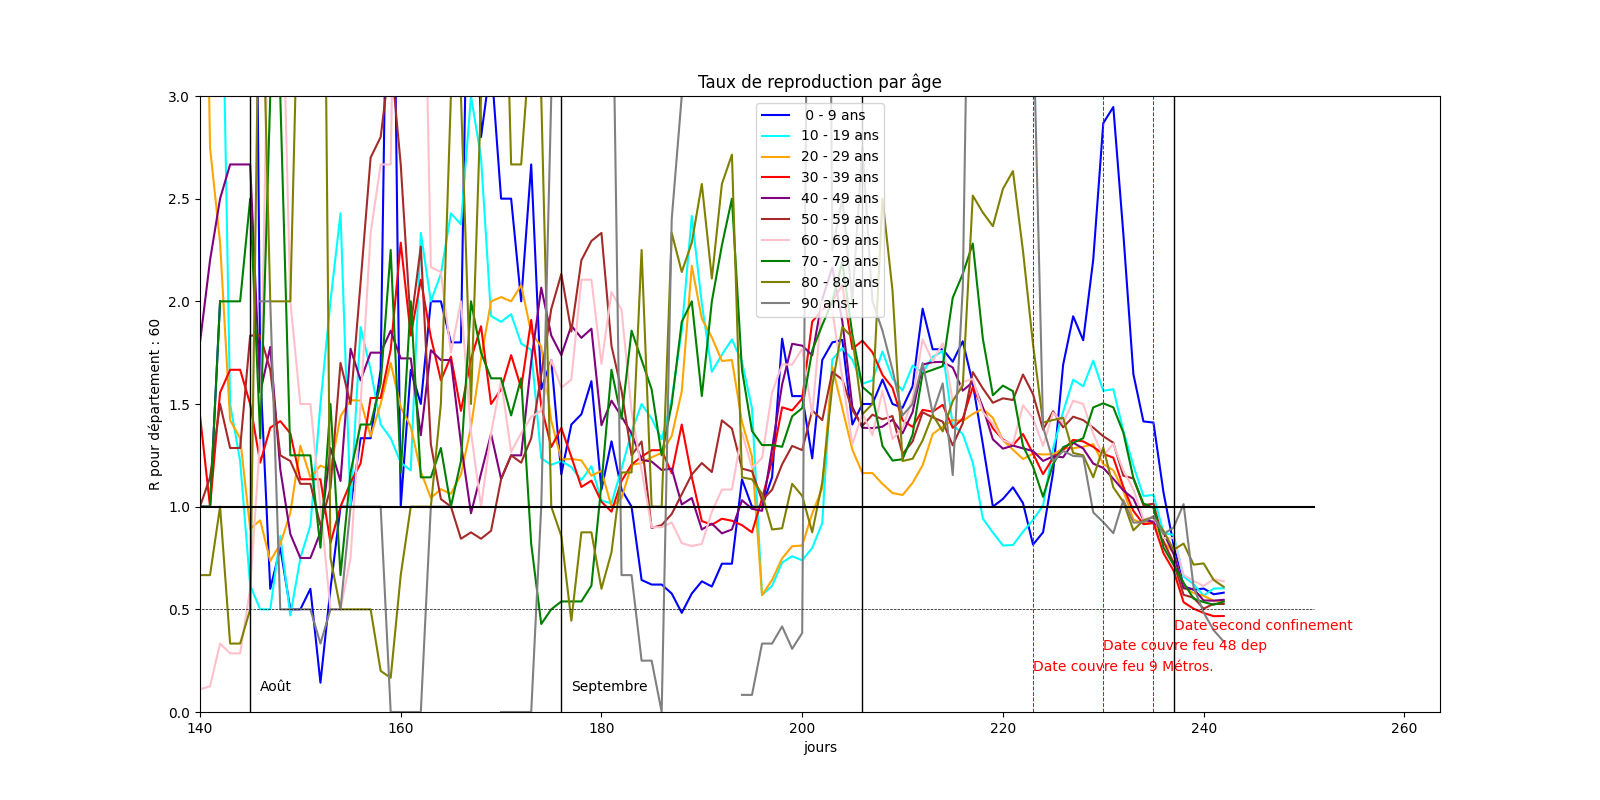 Taux de reproduction par âge
R pour département : 60
3.0
2.5
2.0
1.5
1.0
0.5
0.0
0 - 9 ans
10 - 19 ans
20 - 29 ans
30 - 39 ans
40 - 49 ans
50 - 59 ans
60 - 69 ans
70 - 79 ans
80 - 89 ans
90 ans+
Date second confinement
Date couvre feu 48 dep
Date couvre feu 9 Métros.
Août
Septembre
140 160 180 200 220 240 260
jours